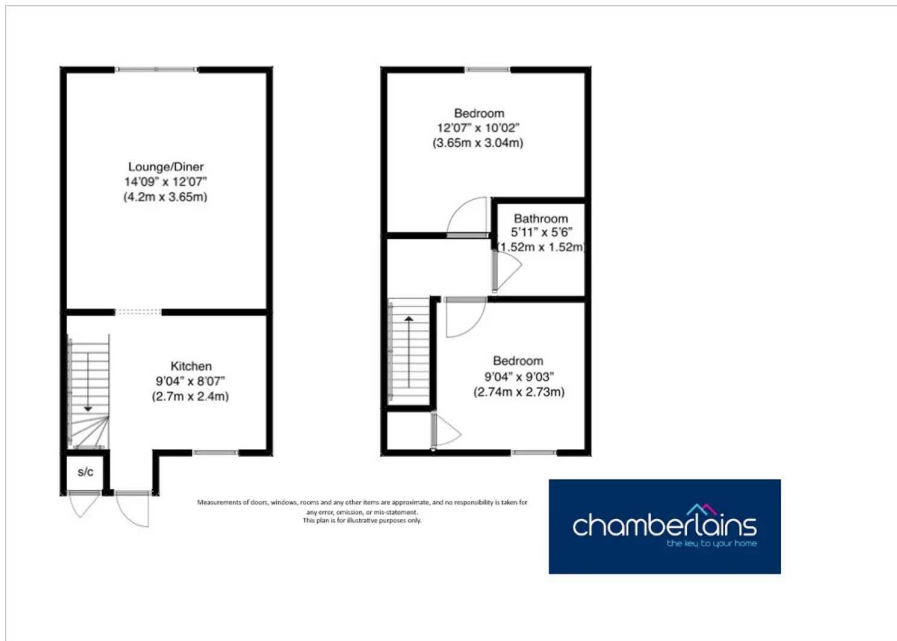 Lounge/Diner
14'09" x 12'07"
(4.2m x 3.65m)
Kitchen
9'04" x 8'07"
(2.7m x 2.4m)
s/c
Bedroom
12'07" x 10'02"
(3.65m x 3.04m)
Bathroom
5'11" x 5'6"
(1.52m x 1.52m)
Bedroom
9'04" x 9'03"
(2.74m x 2.73m)
Measurements of doors, windows, rooms and any other items are approximate, and no responsibility is taken for
any error, omission, or mis-statement.
This plan is for illustrative purposes only.
chamberlains
the key to your home